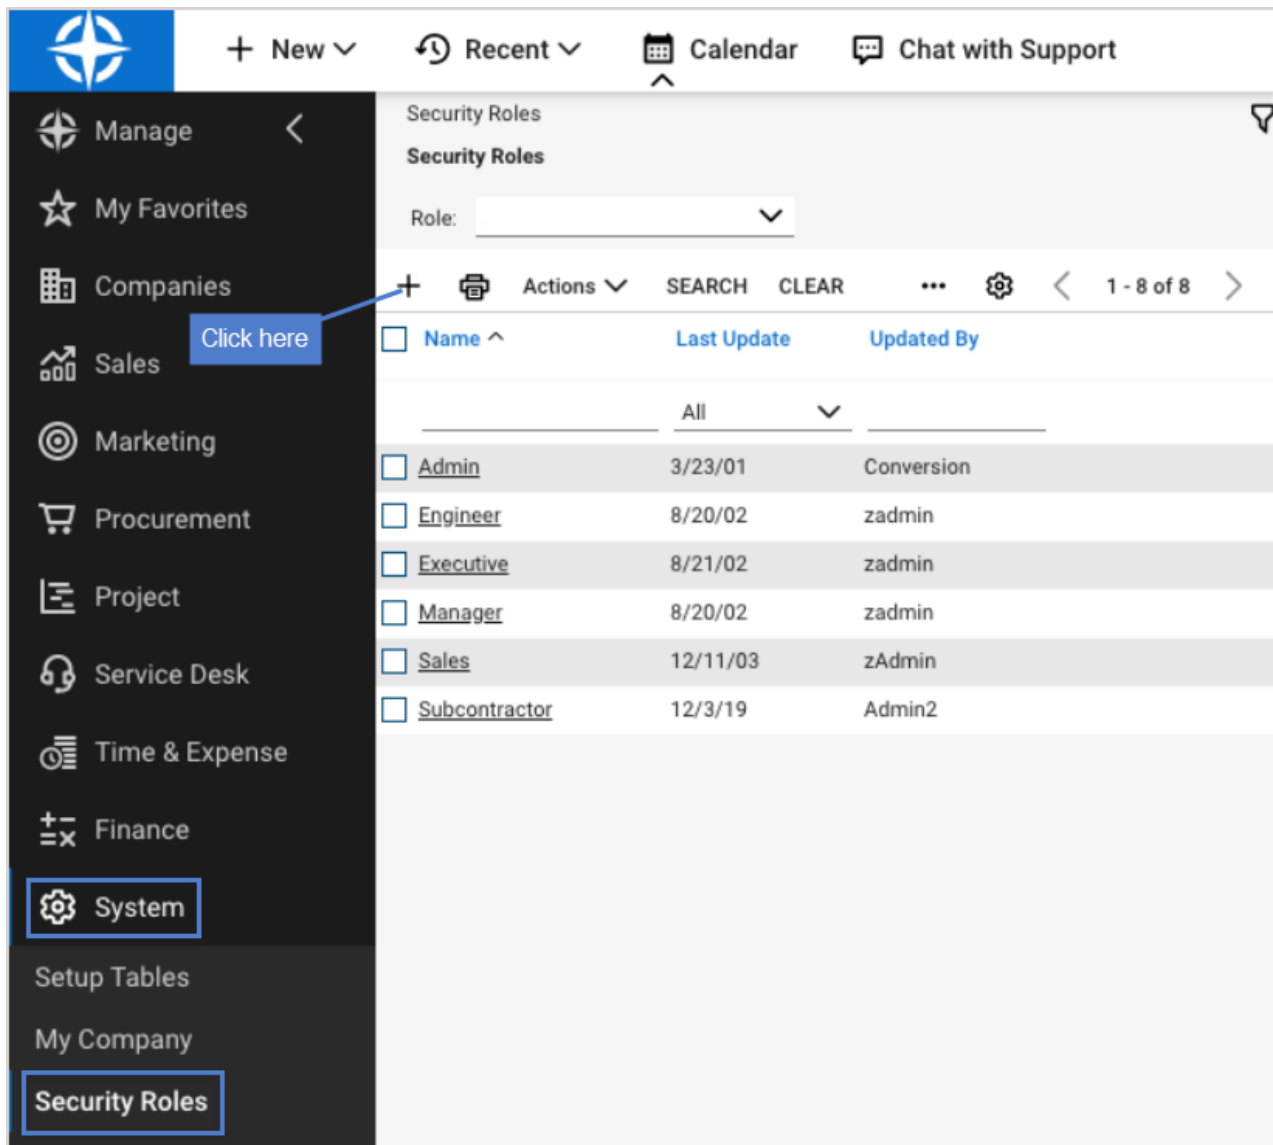 New Recent Calendar Chat with Support
Manage
My Favorites
Companies
Sales
Marketing
Procurement
Project
Service Desk
Time & Expense
Finance
System
Setup Tables
My Company
Security Roles
Security Roles
Security Roles
Role:
Actions SEARCH CLEAR ... 1 - 8 of 8
Click here
Name Last Update Updated By
All
Admin 3/23/01 Conversion
Engineer 8/20/02 zadmin
Executive 8/21/02 zadmin
Manager 8/20/02 zadmin
Sales 12/11/03 zAdmin
Subcontractor 12/3/19 Admin2